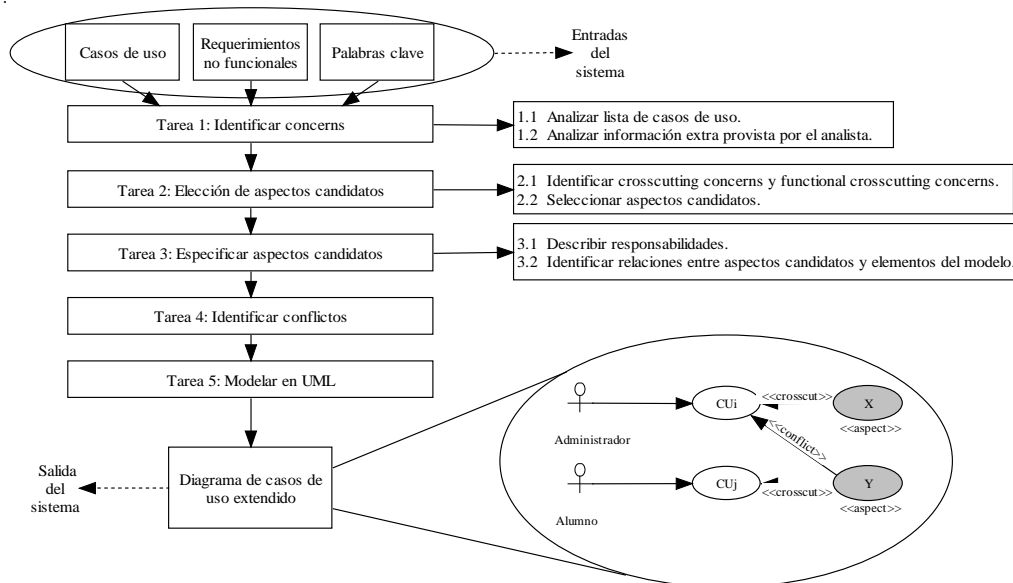 Casos de uso
Requerimientos
no funcionales
Palabras clave
Entradas
del
sistema
Tarea 1: Identificar concerns
1.1 Analizar lista de casos de uso.
1.2 Analizar información extra provista por el analista.
Tarea 2: Elección de aspectos candidatos
2.1 Identificar crosscutting concerns y functional crosscutting concerns.
2.2 Seleccionar aspectos candidatos.
Tarea 3: Especificar aspectos candidatos
3.1 Describir responsabilidades.
3.2 Identificar relaciones entre aspectos candidatos y elementos del modelo.
Tarea 4: Identificar conflictos
Tarea 5: Modelar en UML
Diagrama de casos de
uso extendido
Salida
del
sistema
Administrador
CUi
<<crosscut>>
X
<<aspect>>
<<conflict>>
Alumno
CUj
<<crosscut>>
Y
<<aspect>>